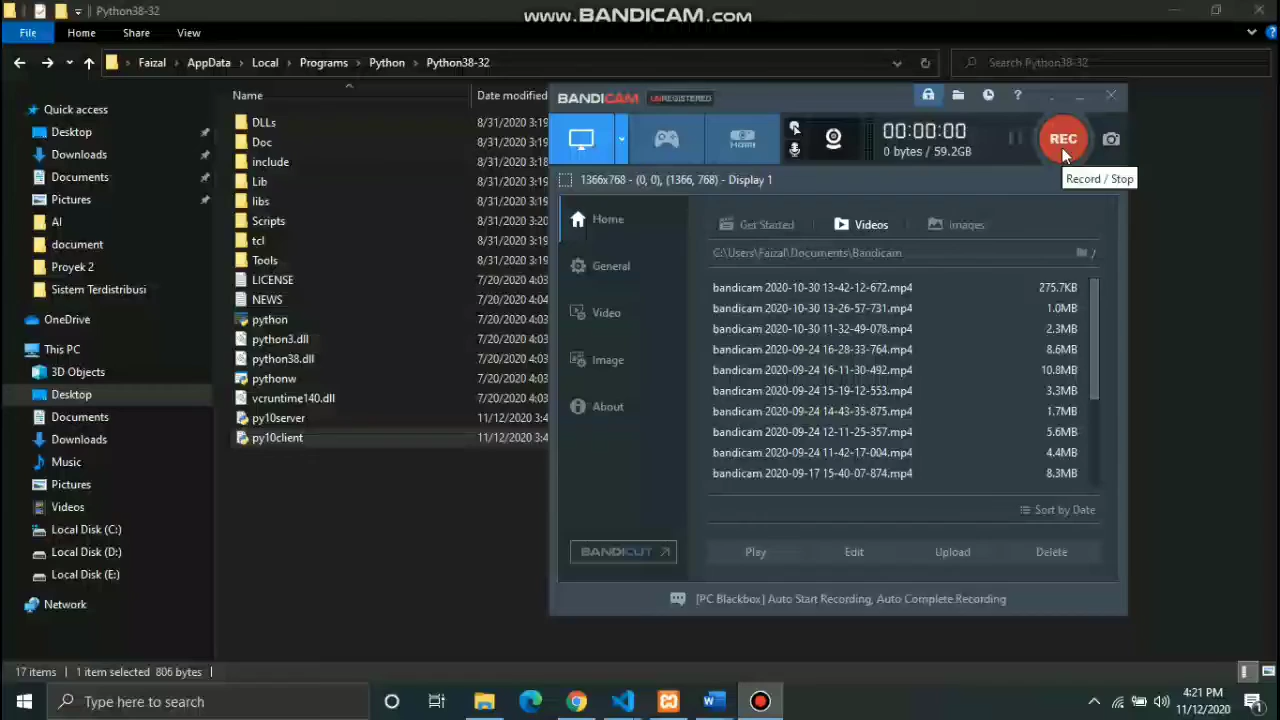 www.BANDICAM.com
Python38-32
File
Home
Share
View
Faizal
AppData
Local
Programs
Python
Python38-32
Search Python38-32
Name
Date modified
Quick access
Desktop
Downloads
Documents
Pictures
AI
document
Proyek 2
Sistem Terdistribusi
OneDrive
This PC
3D Objects
Desktop
Documents
Downloads
Music
Pictures
Videos
Local Disk (C:)
Local Disk (D:)
Local Disk (E:)
Network
DLLs 8/31/2020 3:19
Doc 8/31/2020 3:19
include 8/31/2020 3:19
Lib 8/31/2020 3:19
libs 8/31/2020 3:19
Scripts 8/31/2020 3:20
tcl 8/31/2020 3:19
Tools 8/31/2020 3:19
LICENSE 7/20/2020 4:03
NEWS 7/20/2020 4:04
python 7/20/2020 4:03
python3.dll 7/20/2020 4:03
python38.dll 7/20/2020 4:03
pythonw 7/20/2020 4:03
vcruntime140.dll 7/20/2020 4:03
py10server 11/12/2020 3:4
py10client 11/12/2020 3:4
BANDICAM UNREGISTERED
HDMI
00:00:00
0 bytes / 59.2GB
REC
Record / Stop
1366x768 - (0, 0), (1366, 768) - Display 1
Home
General
Video
Image
About
BANDICUT
Get Started
Videos
Images
C:\Users\Faizal\Documents\Bandicam
bandicam 2020-10-30 13-42-12-672.mp4 275.7KB
bandicam 2020-10-30 13-26-57-731.mp4 1.0MB
bandicam 2020-10-30 11-32-49-078.mp4 2.3MB
bandicam 2020-09-24 16-28-33-764.mp4 8.6MB
bandicam 2020-09-24 16-11-30-492.mp4 10.8MB
bandicam 2020-09-24 15-19-12-553.mp4 3.3MB
bandicam 2020-09-24 14-43-35-875.mp4 1.7MB
bandicam 2020-09-24 12-11-25-357.mp4 5.6MB
bandicam 2020-09-24 11-42-17-004.mp4 4.4MB
bandicam 2020-09-17 15-40-07-874.mp4 8.3MB
Sort by Date
Play
Edit
Upload
Delete
[PC Blackbox] Auto Start Recording, Auto Complete Recording
17 items
1 item selected 806 bytes
Type here to search
4:21 PM
11/12/2020
1